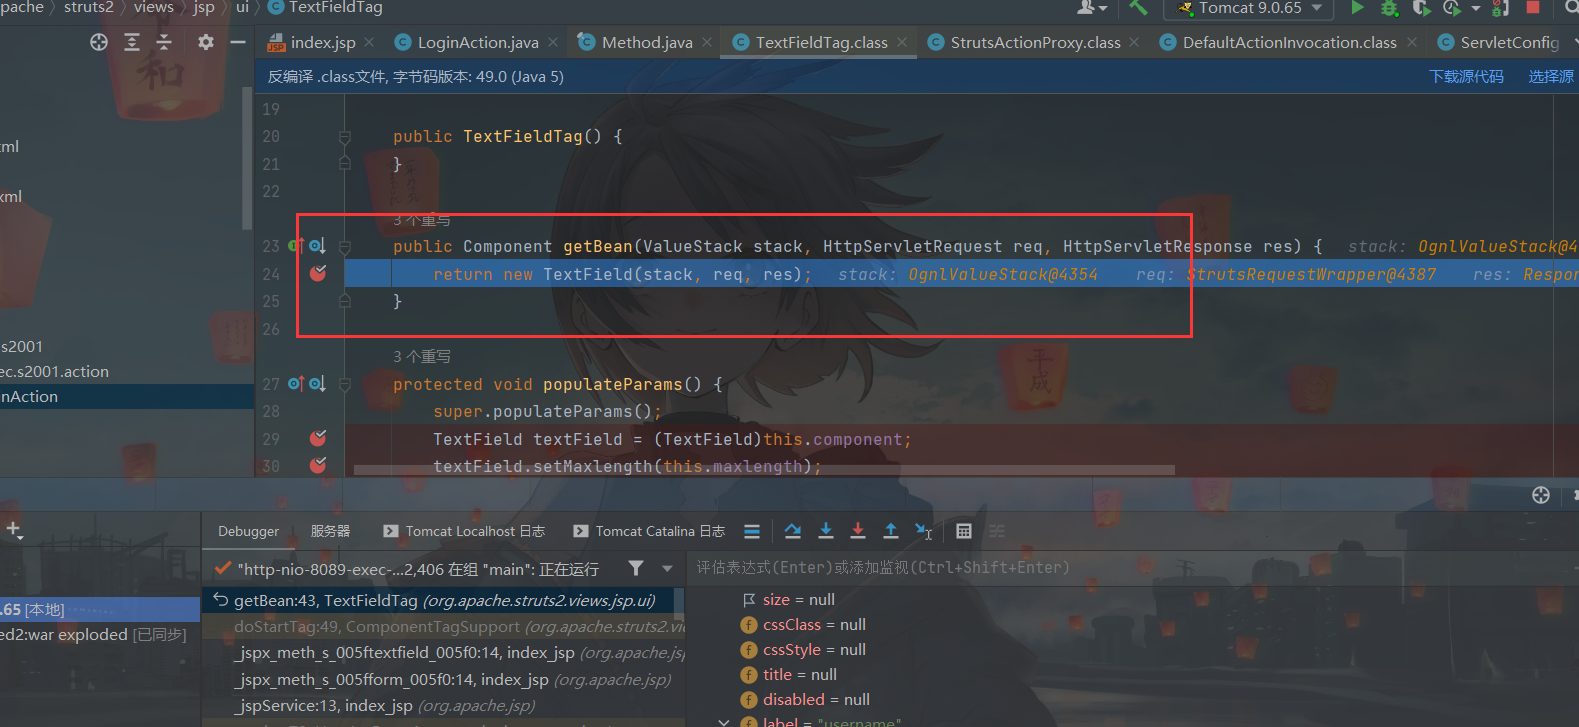 pache > struts2 > views > jsp > ui > TextFieldTag
Tomcat 9.0.65
index.jsp
LoginAction.java
Method.java
TextFieldTag.class
StrutsActionProxy.class
DefaultActionInvocation.class
ServletConfig
反编译 .class文件, 字节码版本: 49.0 (Java 5)
下载源代码
选择源
19
20 public TextFieldTag() {
21 }
22
3 个重写
23 public Component getBean(ValueStack stack, HttpServletRequest req, HttpServletResponse res) { stack: OgnlValueStack@4
24 return new TextField(stack, req, res); stack: OgnlValueStack@4354 req: StrutsRequestWrapper@4387 res: Respon
25 }
26
3 个重写
27 protected void populateParams() {
28 super.populateParams();
29 TextField textField = (TextField)this.component;
30 textField.setMaxlength(this.maxlength);
ml
xml
s2001
ec.s2001.action
nAction
Debugger
服务器
Tomcat Localhost 日志
Tomcat Catalina 日志
"http-nio-8089-exec-...2,406 在组 "main": 正在运行
评估表达式(Enter)或添加监视(Ctrl+Shift+Enter)
.65 [本地]
ed2:war exploded [已同步]
getBean:43, TextFieldTag (org.apache.struts2.views.jsp.ui)
doStartTag:49, ComponentTagSupport (org.apache.struts2.vi
_jspx_meth_s_005ftextfield_005f0:14, index_jsp (org.apache.jsp
_jspx_meth_s_005fform_005f0:14, index_jsp (org.apache.jsp)
_jspService:13, index_jsp (org.apache.jsp)
size = null
cssClass = null
cssStyle = null
title = null
disabled = null
label = "username"
平成